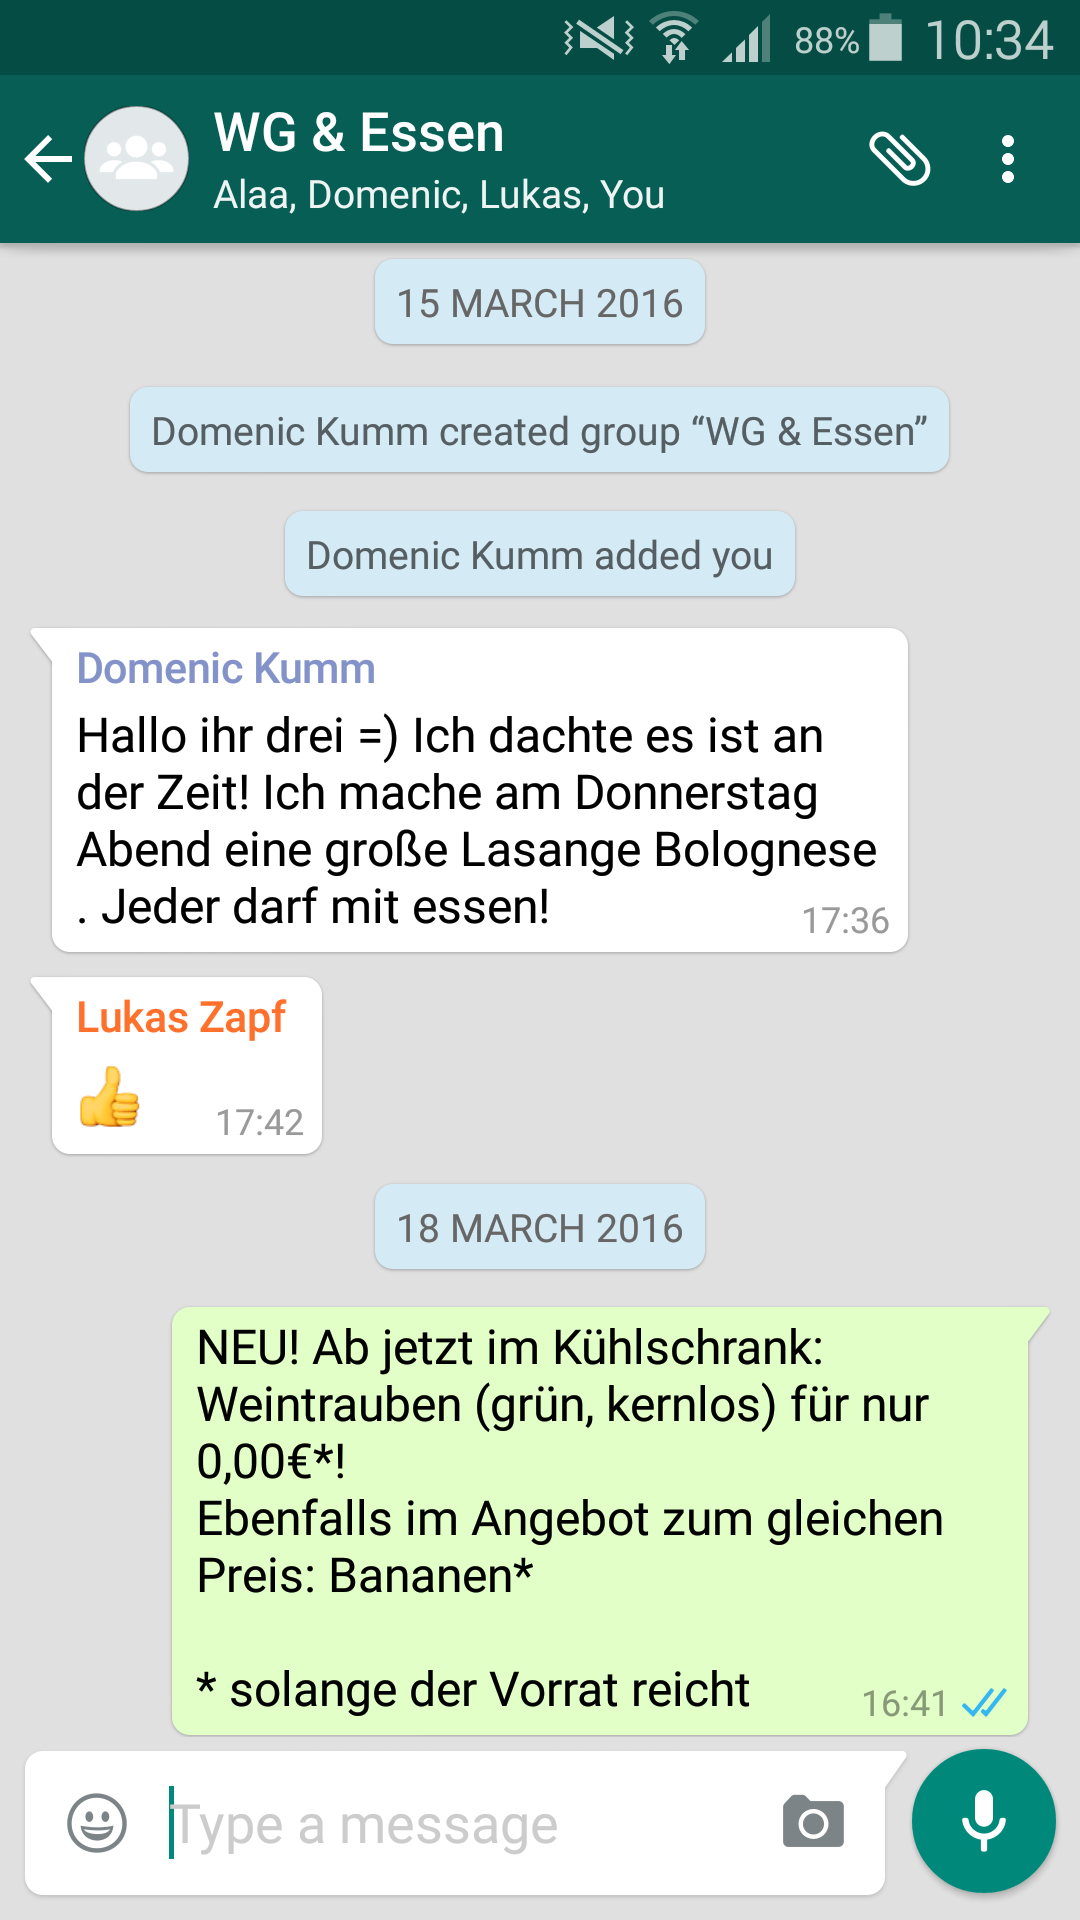 88% 10:34
WG & Essen
Alaa, Domenic, Lukas, You
15 MARCH 2016
Domenic Kumm created group “WG & Essen”
Domenic Kumm added you
Domenic Kumm
Hallo ihr drei =) Ich dachte es ist an
der Zeit! Ich mache am Donnerstag
Abend eine große Lasange Bolognese
. Jeder darf mit essen!
17:36
Lukas Zapf
👍 17:42
18 MARCH 2016
NEU! Ab jetzt im Kühlschrank:
Weintrauben (grün, kernlos) für nur
0,00€*!
Ebenfalls im Angebot zum gleichen
Preis: Bananen*
* solange der Vorrat reicht
16:41
Type a message